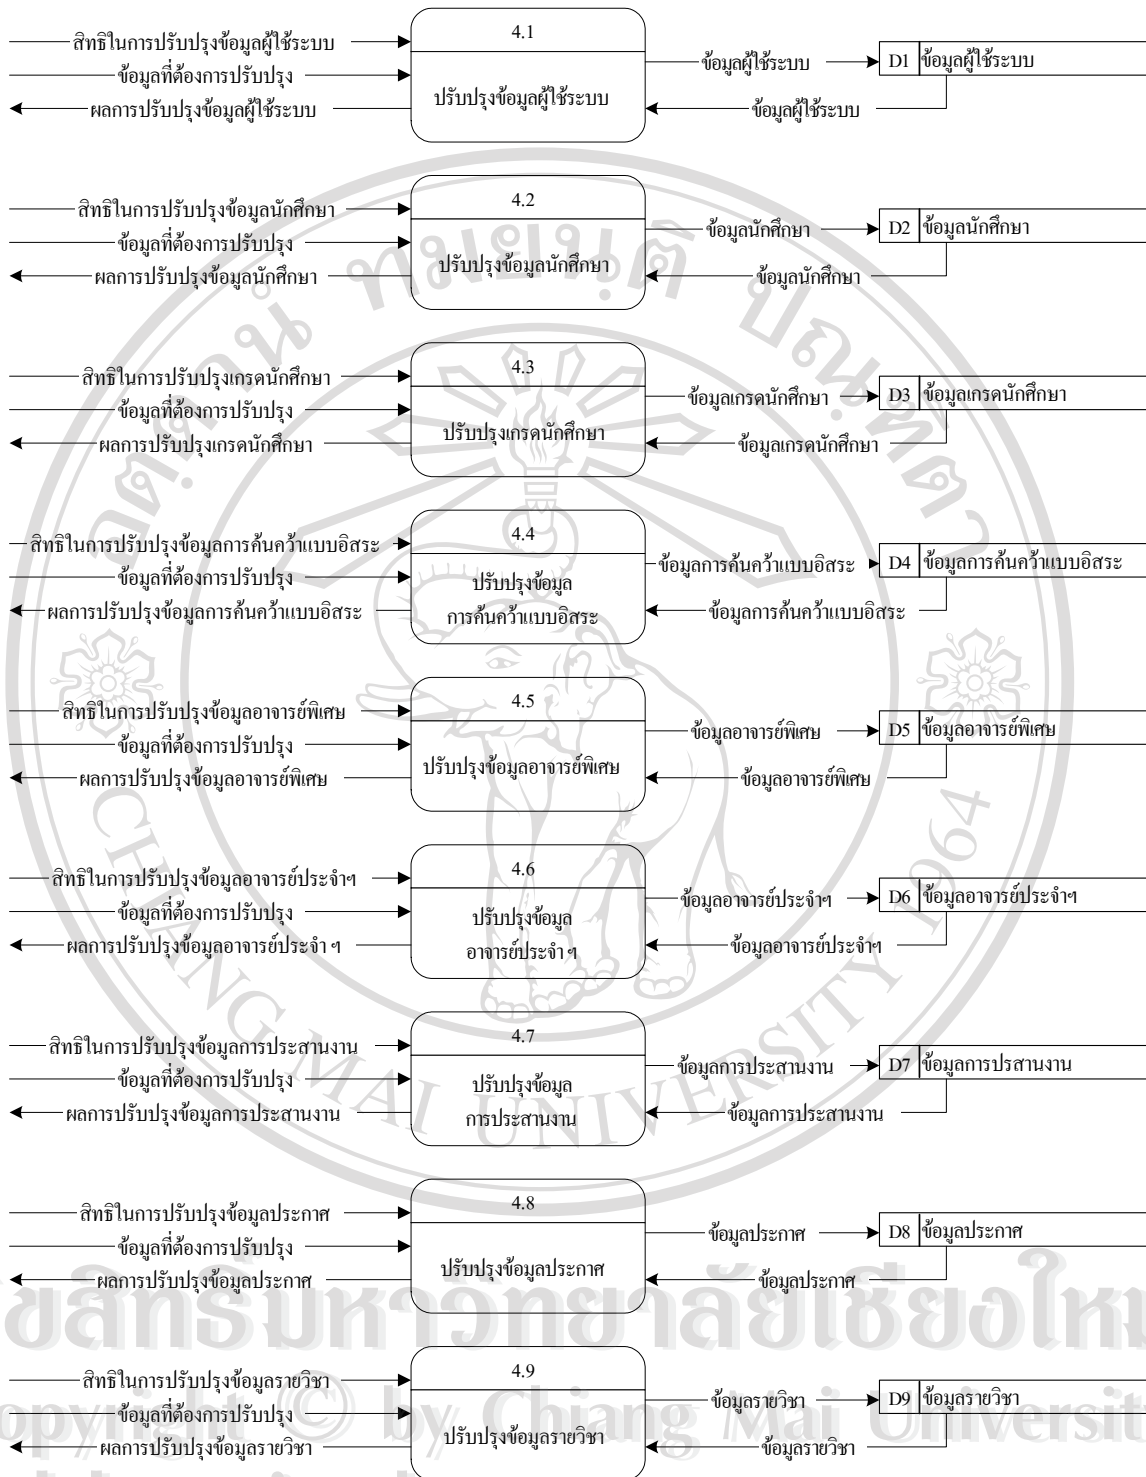 4.1
สิทธิในการปรับปรุงข้อมูลผู้ใช้ระบบ
ข้อมูลที่ต้องการปรับปรุง
ผลการปรับปรุงข้อมูลผู้ใช้ระบบ
ปรับปรุงข้อมูลผู้ใช้ระบบ
ข้อมูลผู้ใช้ระบบ
D1 ข้อมูลผู้ใช้ระบบ
ข้อมูลผู้ใช้ระบบ
4.2
สิทธิในการปรับปรุงข้อมูลนักศึกษา
ข้อมูลที่ต้องการปรับปรุง
ผลการปรับปรุงข้อมูลนักศึกษา
ปรับปรุงข้อมูลนักศึกษา
ข้อมูลนักศึกษา
D2 ข้อมูลนักศึกษา
ข้อมูลนักศึกษา
4.3
สิทธิในการปรับปรุงเกรดนักศึกษา
ข้อมูลที่ต้องการปรับปรุง
ผลการปรับปรุงเกรดนักศึกษา
ปรับปรุงเกรดนักศึกษา
ข้อมูลเกรดนักศึกษา
D3 ข้อมูลเกรดนักศึกษา
ข้อมูลเกรดนักศึกษา
4.4
สิทธิในการปรับปรุงข้อมูลการค้นคว้าแบบอิสระ
ข้อมูลที่ต้องการปรับปรุง
ผลการปรับปรุงข้อมูลการค้นคว้าแบบอิสระ
ปรับปรุงข้อมูล
การค้นคว้าแบบอิสระ
ข้อมูลการค้นคว้าแบบอิสระ
D4 ข้อมูลการค้นคว้าแบบอิสระ
ข้อมูลการค้นคว้าแบบอิสระ
4.5
สิทธิในการปรับปรุงข้อมูลอาจารย์พิเศษ
ข้อมูลที่ต้องการปรับปรุง
ผลการปรับปรุงข้อมูลอาจารย์พิเศษ
ปรับปรุงข้อมูลอาจารย์พิเศษ
ข้อมูลอาจารย์พิเศษ
D5 ข้อมูลอาจารย์พิเศษ
ข้อมูลอาจารย์พิเศษ
4.6
สิทธิในการปรับปรุงข้อมูลอาจารย์ประจำฯ
ข้อมูลที่ต้องการปรับปรุง
ผลการปรับปรุงข้อมูลอาจารย์ประจำ ฯ
ปรับปรุงข้อมูล
อาจารย์ประจำ ฯ
ข้อมูลอาจารย์ประจำฯ
D6 ข้อมูลอาจารย์ประจำฯ
ข้อมูลอาจารย์ประจำฯ
4.7
สิทธิในการปรับปรุงข้อมูลการประสานงาน
ข้อมูลที่ต้องการปรับปรุง
ผลการปรับปรุงข้อมูลการประสานงาน
ปรับปรุงข้อมูล
การประสานงาน
ข้อมูลการประสานงาน
D7 ข้อมูลการปรสานงาน
ข้อมูลการประสานงาน
4.8
สิทธิในการปรับปรุงข้อมูลประกาศ
ข้อมูลที่ต้องการปรับปรุง
ผลการปรับปรุงข้อมูลประกาศ
ปรับปรุงข้อมูลประกาศ
ข้อมูลประกาศ
D8 ข้อมูลประกาศ
ข้อมูลประกาศ
4.9
สิทธิในการปรับปรุงข้อมูลรายวิชา
ข้อมูลที่ต้องการปรับปรุง
ผลการปรับปรุงข้อมูลรายวิชา
ปรับปรุงข้อมูลรายวิชา
ข้อมูลรายวิชา
D9 ข้อมูลรายวิชา
ข้อมูลรายวิชา
อตฺตานํ ทมยนฺติ ปณฺฑิตา
CHIANG MAI UNIVERSITY 1964
© by Chiang Mai